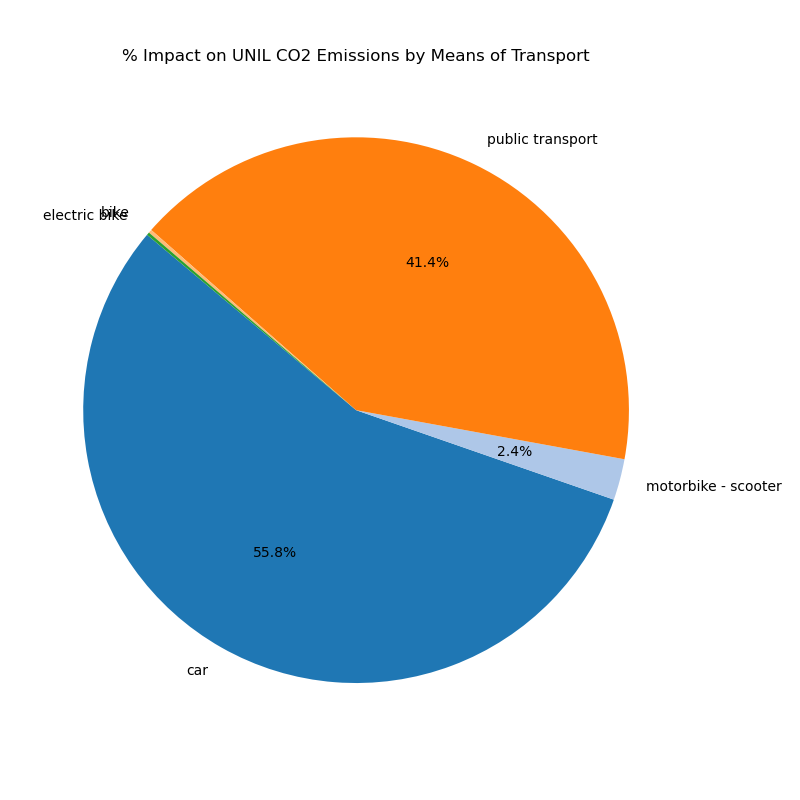 % Impact on UNIL CO2 Emissions by Means of Transport
public transport
bike
electric bike
41.4%
2.4%
motorbike - scooter
55.8%
car